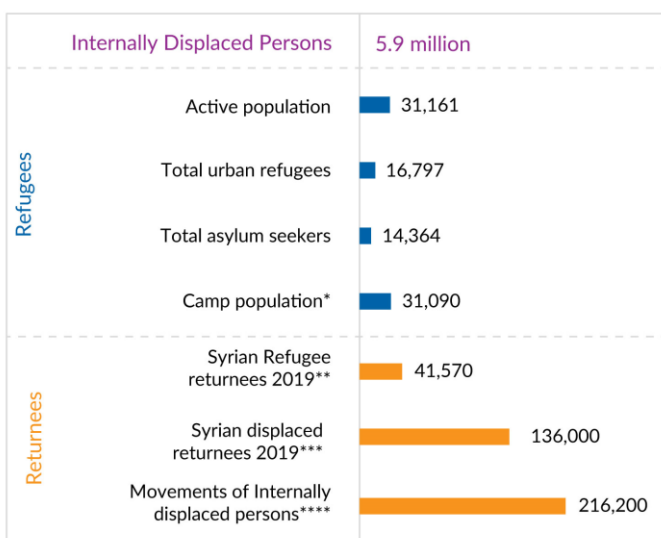 Internally Displaced Persons 5.9 million
Refugees
Active population 31,161
Total urban refugees 16,797
Total asylum seekers 14,364
Camp population* 31,090
Returnees
Syrian Refugee
returnees 2019** 41,570
Syrian displaced
returnees 2019*** 136,000
Movements of Internally
displaced persons**** 216,200